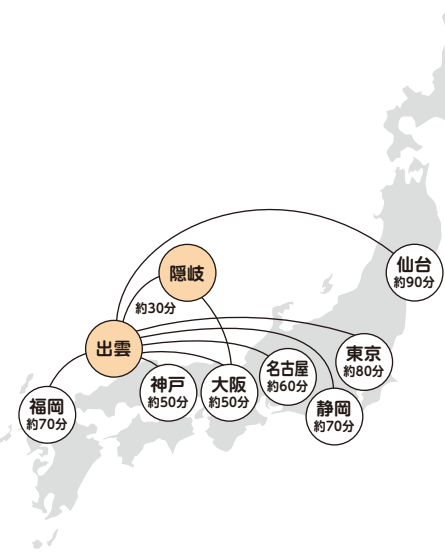 仙台
約90分
隠岐
約30分
出雲
東京
約80分
名古屋
約60分
神戸
約50分
大阪
約50分
福岡
約70分
静岡
約70分